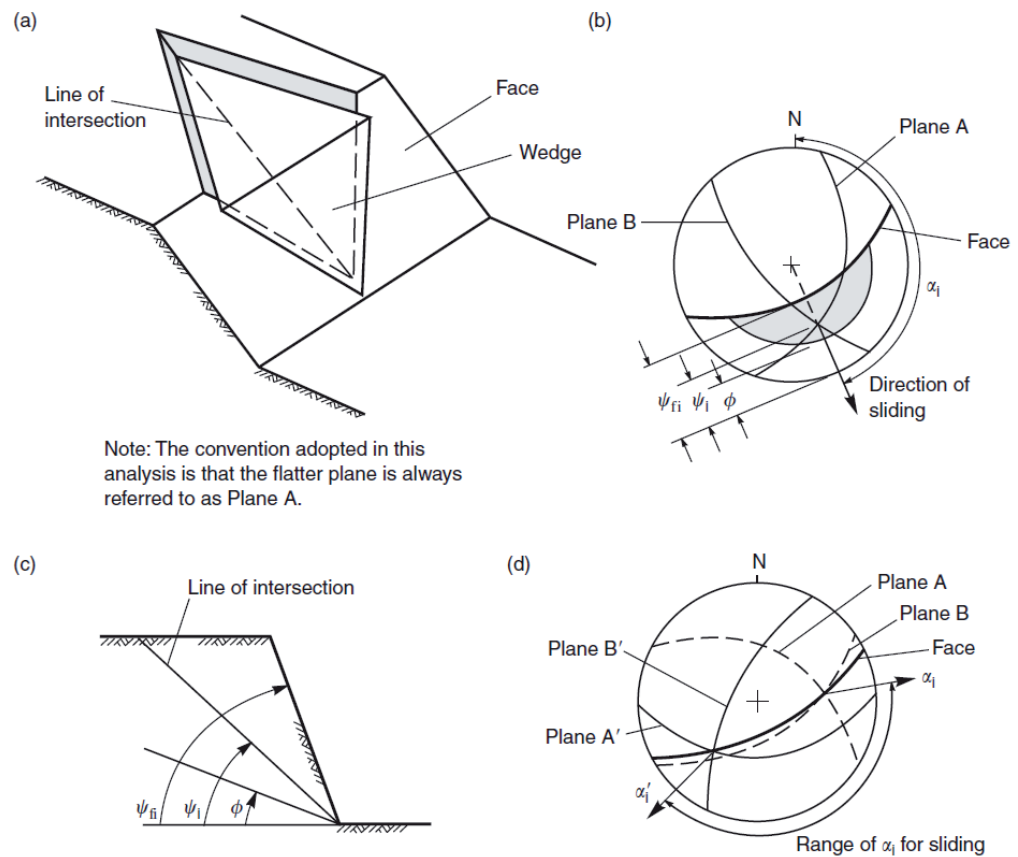 (a)
Line of
intersection
Face
Wedge
Note: The convention adopted in this
analysis is that the flatter plane is always
referred to as Plane A.
(b)
N
Plane A
Plane B
Face
αi
ψfi ψi ϕ
Direction of
sliding
(c)
Line of intersection
ψfi ψi ϕ
(d)
N
Plane A
Plane B
Plane B′
Face
αi
Plane A′
αi′
Range of αi for sliding